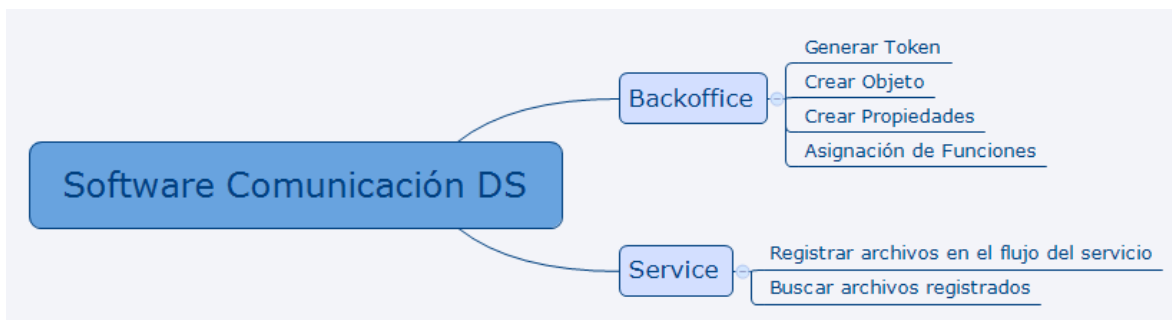 Software Comunicación DS
Backoffice
Generar Token
Crear Objeto
Crear Propiedades
Asignación de Funciones
Service
Registrar archivos en el flujo del servicio
Buscar archivos registrados